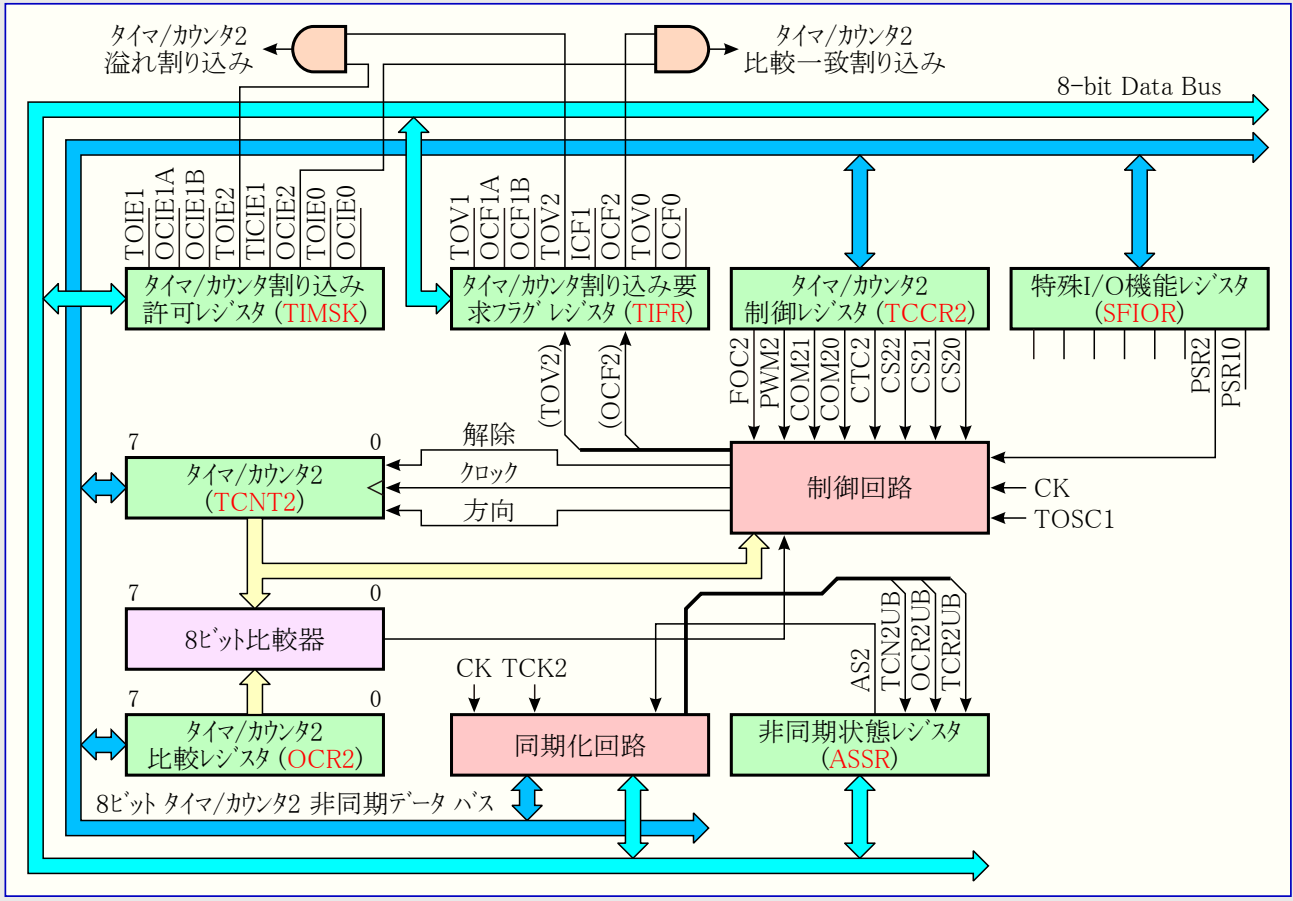 タイマ/カウンタ2
溢れ割り込み
タイマ/カウンタ2
比較一致割り込み
8-bit Data Bus
TOIE1
OCIE1A
OCIE1B
TOIE2
TICIE1
OCIE2
TOIE0
OCIE0
TOV1
OCF1A
OCF1B
TOV2
ICF1
OCF2
TOV0
OCF0
タイマ/カウンタ割り込み
許可レジスタ (TIMSK)
タイマ/カウンタ割り込み要
求フラグ レジスタ (TIFR)
タイマ/カウンタ2
制御レジスタ (TCCR2)
特殊I/O機能レジスタ
(SFIOR)
(TOV2)
(OCF2)
FOC2
PWM2
COM21
COM20
CTC2
CS22
CS21
CS20
PSR2
PSR10
7
0
解除
タイマ/カウンタ2
(TCNT2)
クロック
方向
制御回路
CK
TOSC1
7
0
8ビット比較器
CK TCK2
AS2
TCN2UB
OCR2UB
TCR2UB
7
0
タイマ/カウンタ2
比較レジスタ (OCR2)
同期化回路
非同期状態レジスタ
(ASSR)
8ビット タイマ/カウンタ2 非同期データ バス